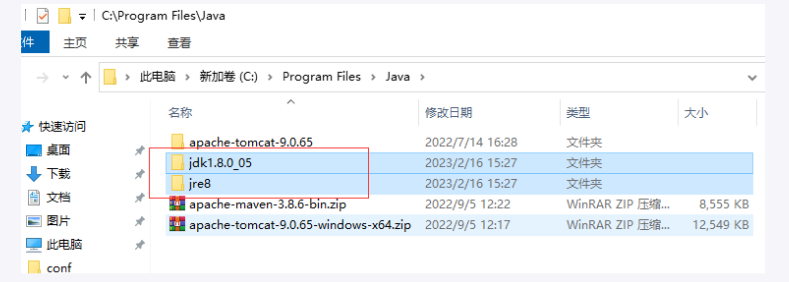 C:\Program Files\Java
件 主页 共享 查看
此电脑 › 新加卷 (C:) › Program Files › Java ›
名称 修改日期 类型 大小
快速访问
桌面
下载
文档
图片
此电脑
conf
apache-tomcat-9.0.65 2022/7/14 16:28 文件夹
jdk1.8.0_05 2023/2/16 15:27 文件夹
jre8 2023/2/16 15:27 文件夹
apache-maven-3.8.6-bin.zip 2022/9/5 12:22 WinRAR ZIP 压缩... 8,555 KB
apache-tomcat-9.0.65-windows-x64.zip 2022/9/5 12:17 WinRAR ZIP 压缩... 12,549 KB